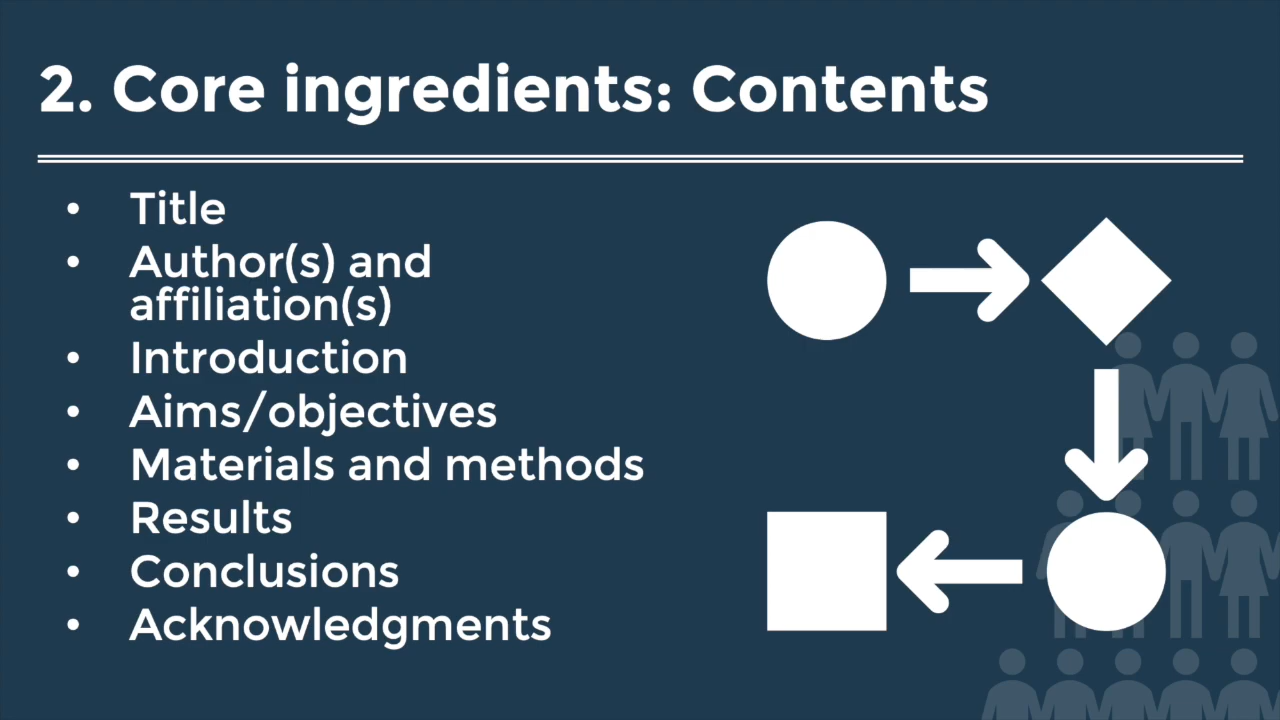 2. Core ingredients: Contents
• Title
• Author(s) and
affiliation(s)
• Introduction
• Aims/objectives
• Materials and methods
• Results
• Conclusions
• Acknowledgments